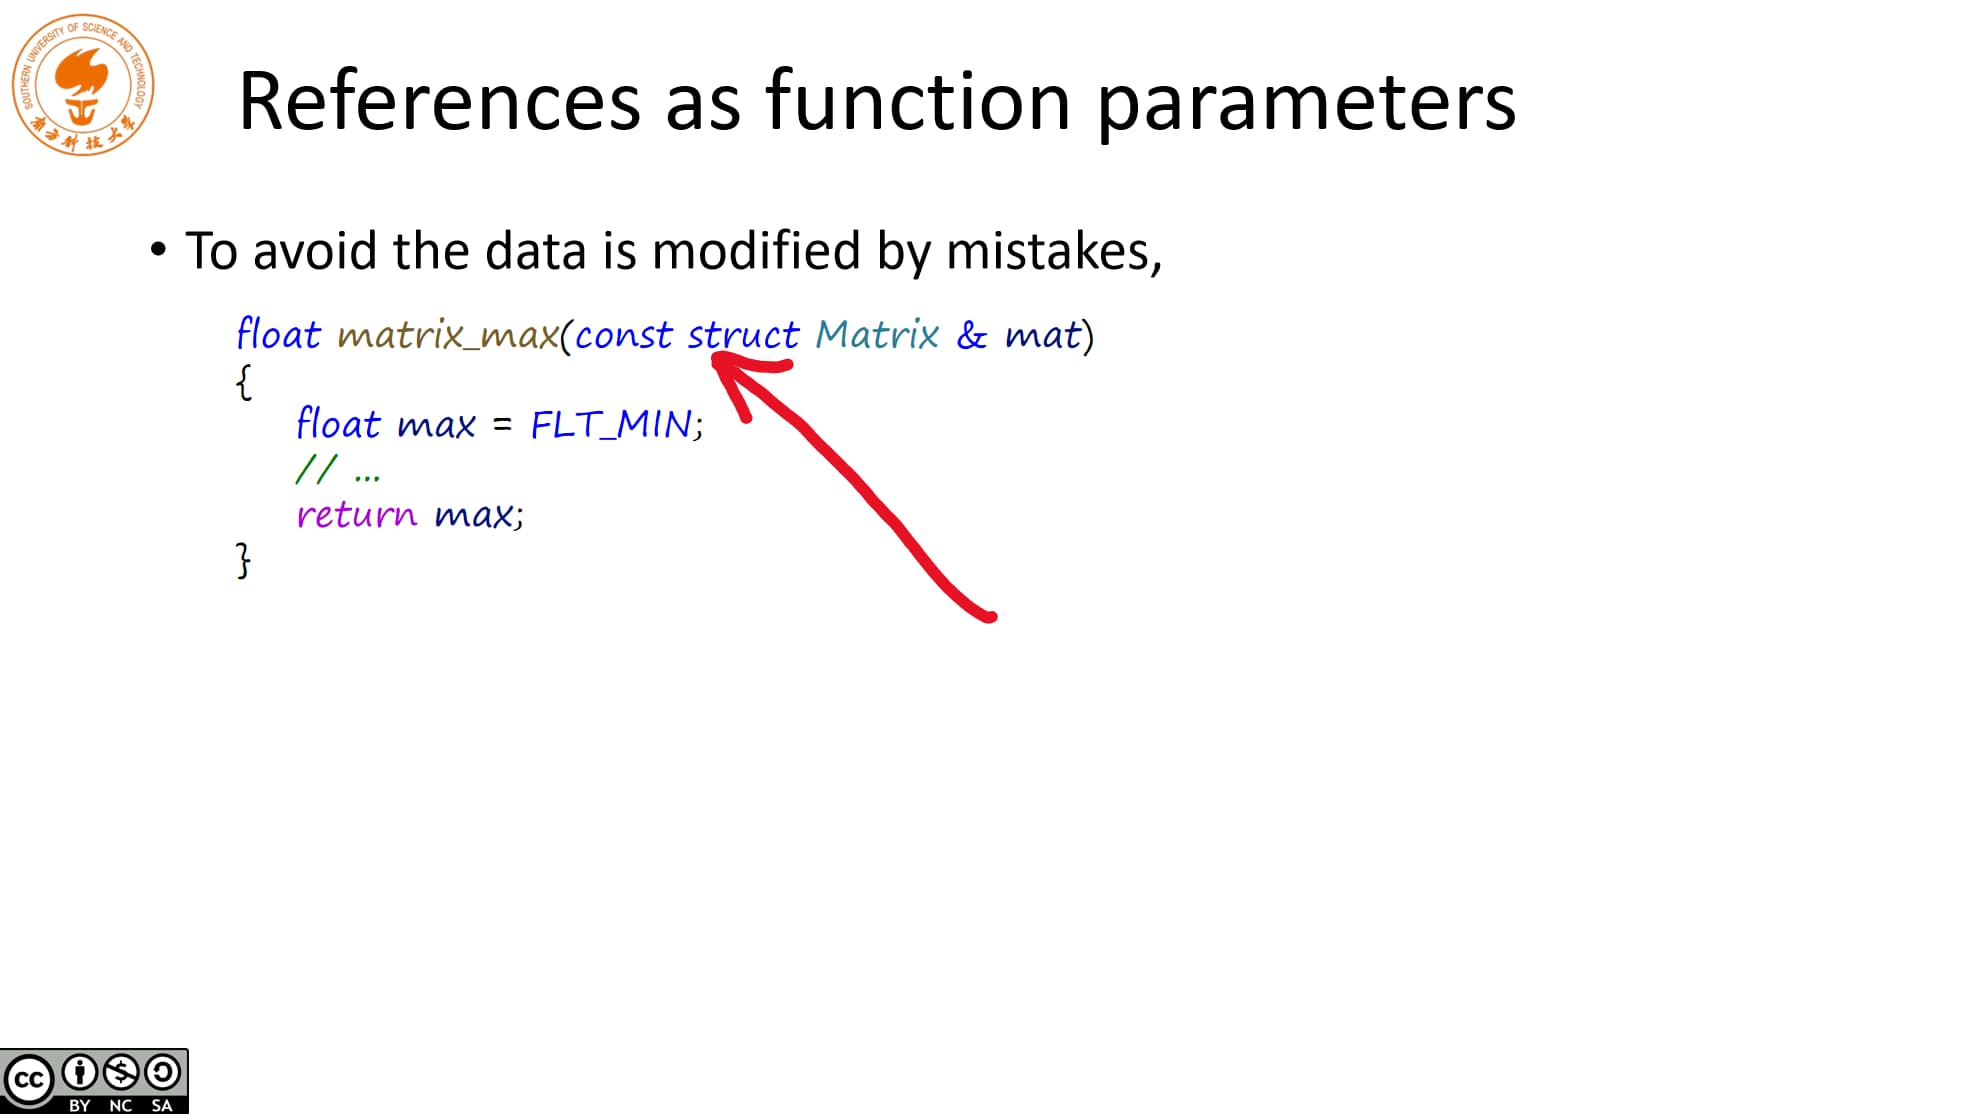 SOUTHERN UNIVERSITY OF SCIENCE AND TECHNOLOGY
南方科技大学
References as function parameters
• To avoid the data is modified by mistakes,
float matrix_max(const struct Matrix & mat)
{
float max = FLT_MIN;
// ...
return max;
}
cc
BY NC SA